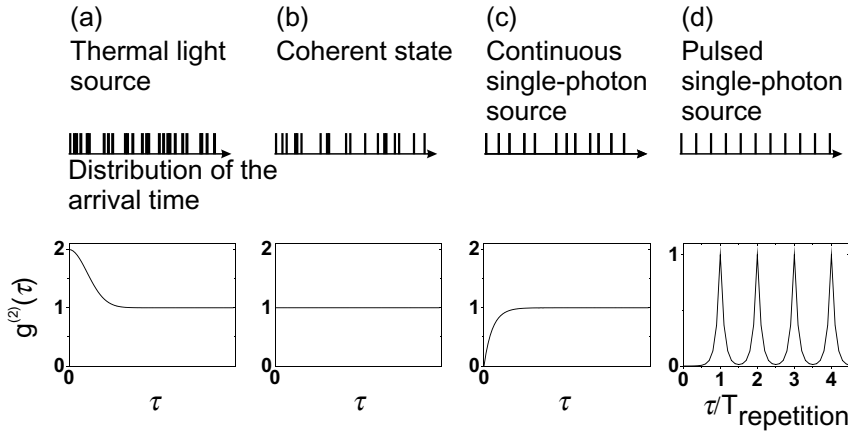 (a)
Thermal light
source
(b)
Coherent state
(c)
Continuous
single-photon
source
(d)
Pulsed
single-photon
source
Distribution of the
arrival time
g⁽²⁾(τ)
2
1
0
0
τ
2
1
0
0
τ
2
1
0
0
τ
1
0
0 1 2 3 4
τ/T_repetition